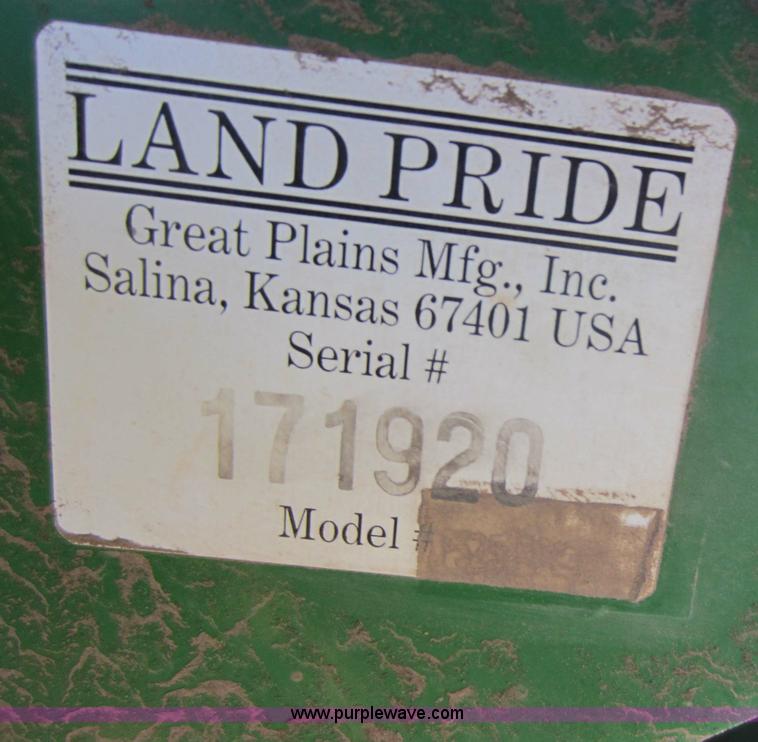 LAND PRIDE
Great Plains Mfg., Inc.
Salina, Kansas 67401 USA
Serial #
171920
Model #
www.purplewave.com